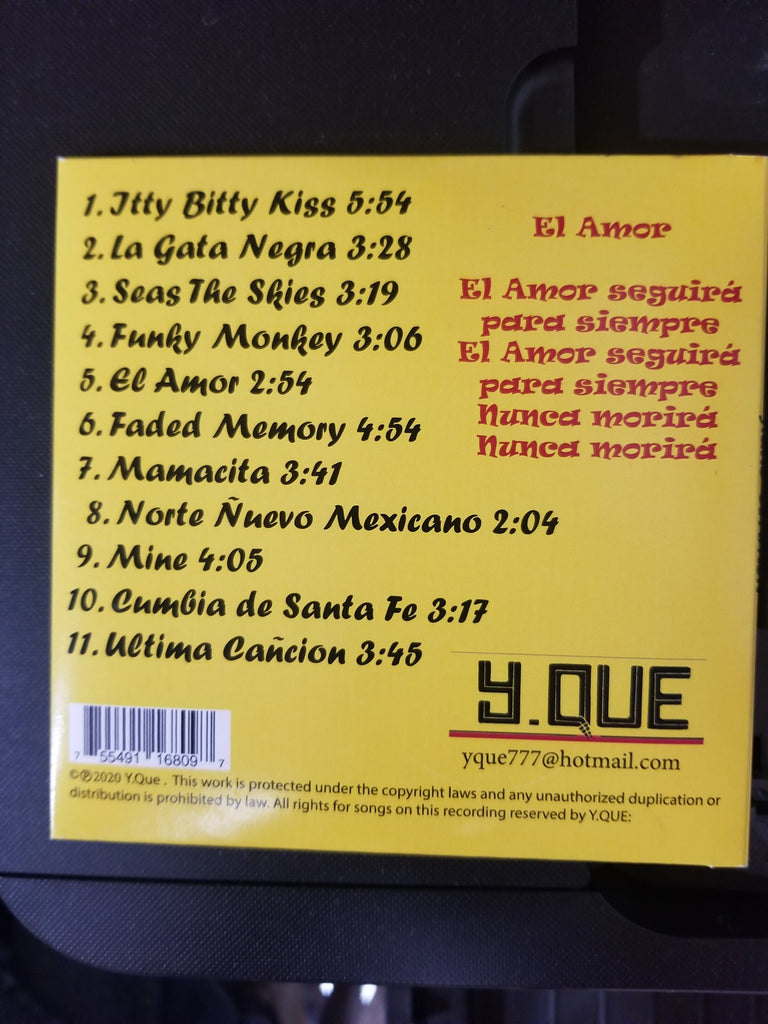 1. Itty Bitty Kiss 5:54
2. La Gata Negra 3:28
3. Seas The Skies 3:19
4. Funky Monkey 3:06
5. El Amor 2:54
6. Faded Memory 4:54
7. Mamacita 3:41
8. Norte Ñuevo Mexicano 2:04
9. Mine 4:05
10. Cumbia de Santa Fe 3:17
11. Ultima Cañcion 3:45
El Amor
El Amor seguirá
para siempre
El Amor seguirá
para siempre
Nunca morirá
Nunca morirá
Y.QUE
yque777@hotmail.com
7 55491 16809 7
©℗2020 Y.Que . This work is protected under the copyright laws and any unauthorized duplication or
distribution is prohibited by law. All rights for songs on this recording reserved by Y.QUE: